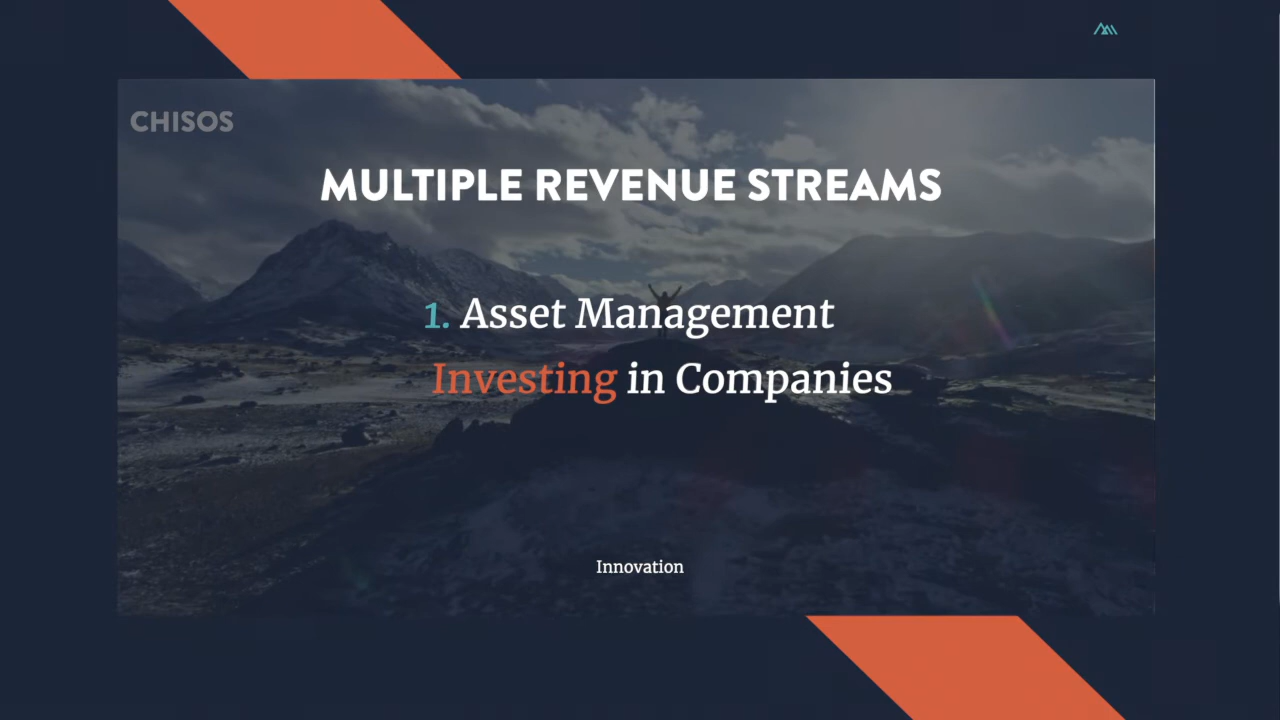 CHISOS
MULTIPLE REVENUE STREAMS
1. Asset Management
Investing in Companies
Innovation